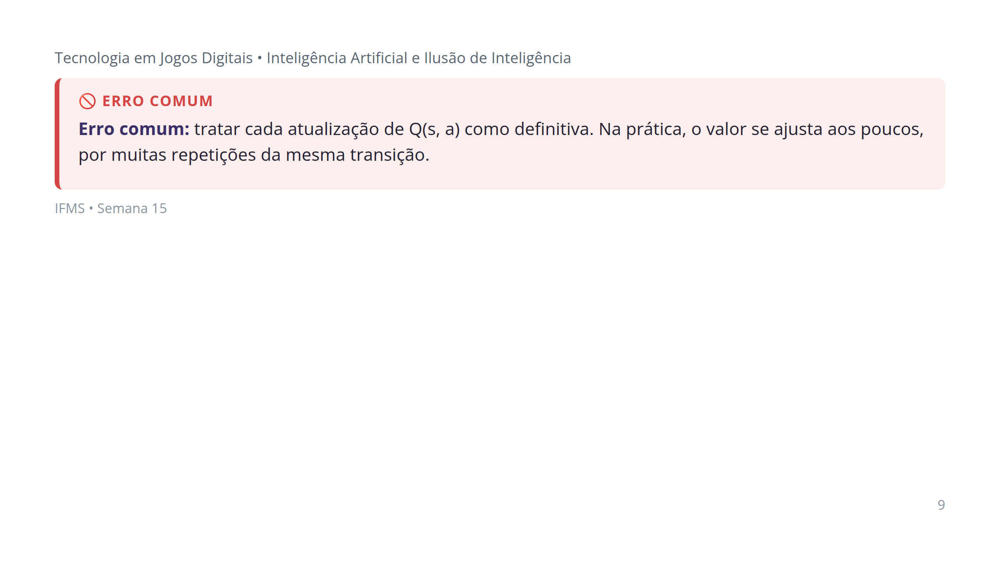 Tecnologia em Jogos Digitais • Inteligência Artificial e Ilusão de Inteligência
🚫 ERRO COMUM
Erro comum: tratar cada atualização de Q(s, a) como definitiva. Na prática, o valor se ajusta aos poucos,
por muitas repetições da mesma transição.
IFMS • Semana 15
9